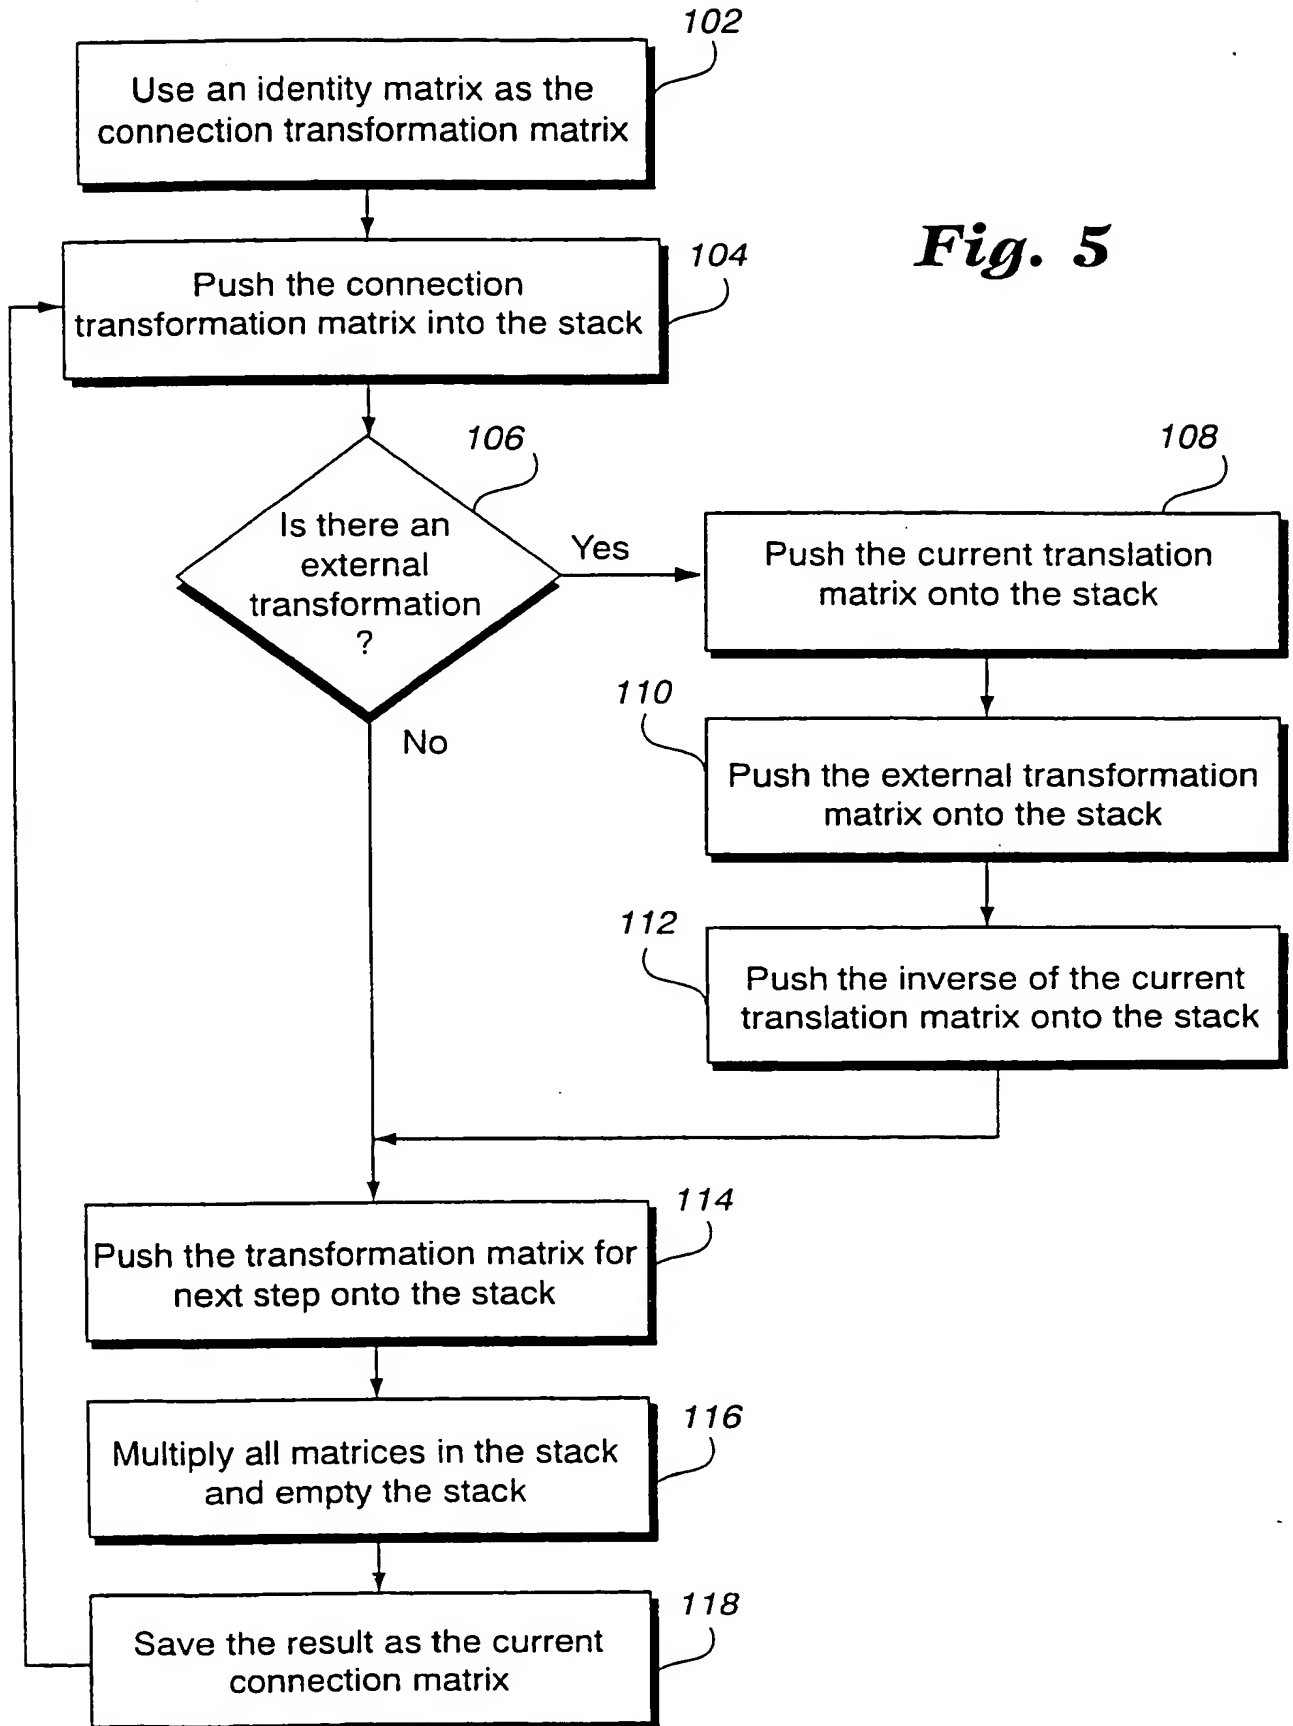 102
Use an identity matrix as the
connection transformation matrix
Fig. 5
104
Push the connection
transformation matrix into the stack
106
Is there an
external
transformation
?
Yes
No
108
Push the current translation
matrix onto the stack
110
Push the external transformation
matrix onto the stack
112
Push the inverse of the current
translation matrix onto the stack
114
Push the transformation matrix for
next step onto the stack
116
Multiply all matrices in the stack
and empty the stack
118
Save the result as the current
connection matrix